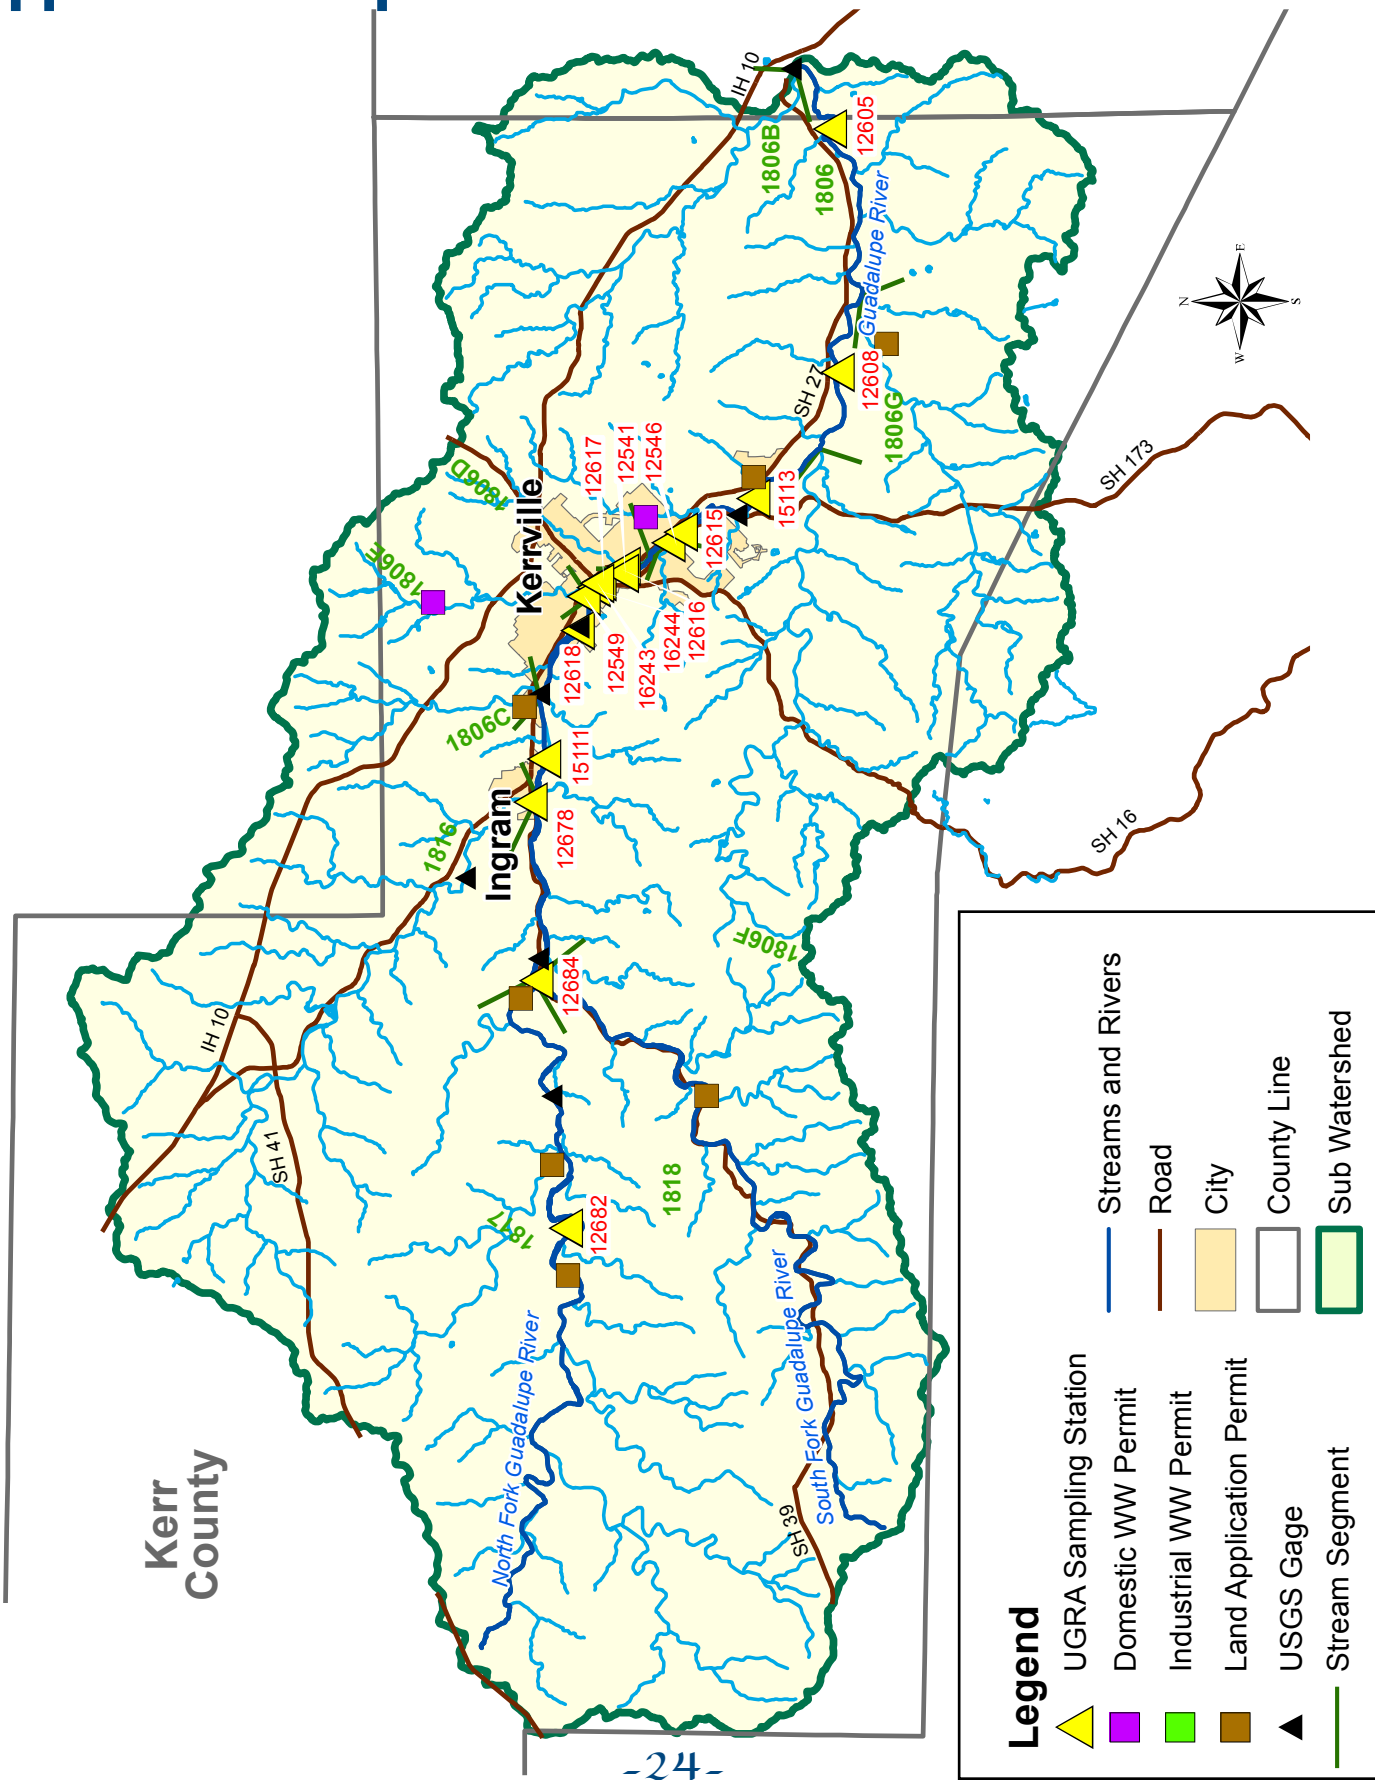 Kerr
County
IH 10
SH 41
1816
1806C
1806E
1806D
IH 10
Kerrville
Ingram
12617
12541
12546
12618
12549
16243
16244
12616
12615
15113
SH 27
12608
1806G
Guadalupe River
1806
1806B
12605
15111
12678
12684
1806F
1817
12682
1818
North Fork Guadalupe River
South Fork Guadalupe River
SH 39
SH 16
SH 173
N
E
S
W
Legend
UGRA Sampling Station
Domestic WW Permit
Industrial WW Permit
Land Application Permit
USGS Gage
Stream Segment
Streams and Rivers
Road
City
County Line
Sub Watershed
-24-